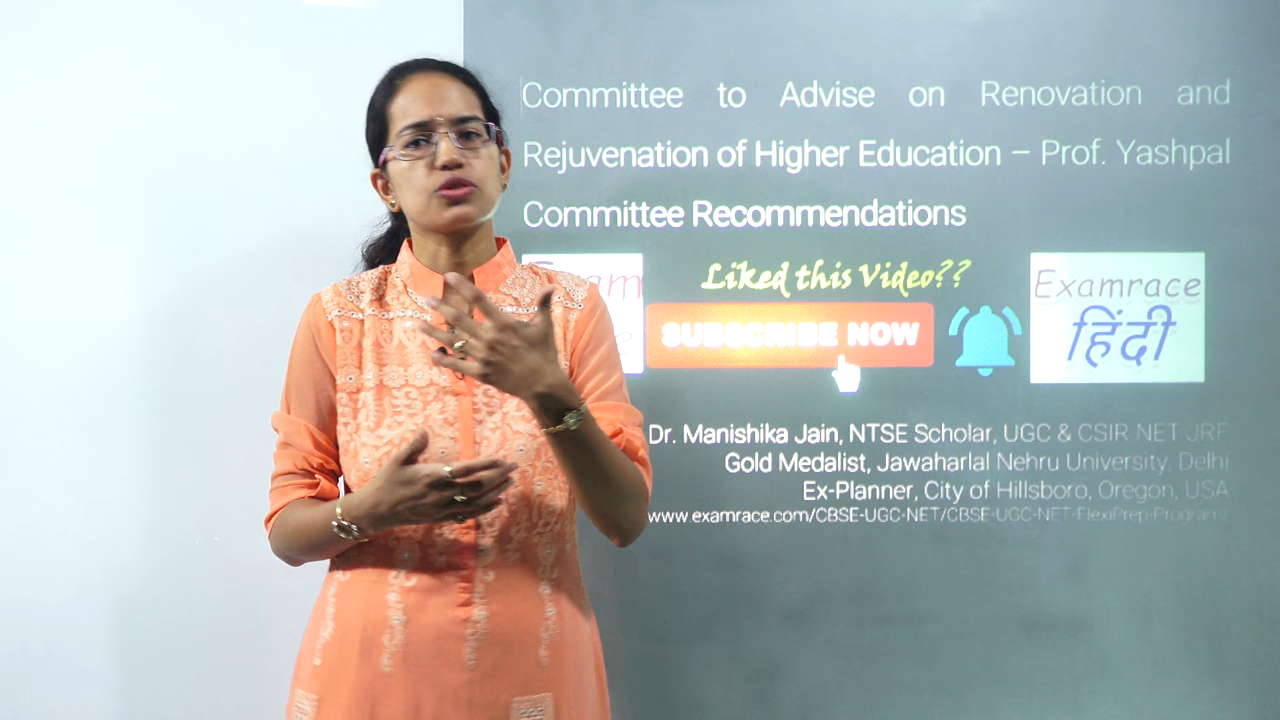 Committee to Advise on Renovation and
Rejuvenation of Higher Education – Prof. Yashpal
Committee Recommendations
Liked this Video??
Exam
SUBSCRIBE NOW
Examrace
हिंदी
Dr. Manishika Jain, NTSE Scholar, UGC & CSIR NET JRF
Gold Medalist, Jawaharlal Nehru University, Delhi
Ex-Planner, City of Hillsboro, Oregon, USA
www.examrace.com/CBSE-UGC-NET/CBSE-UGC-NET-FlexiPrep-Program/